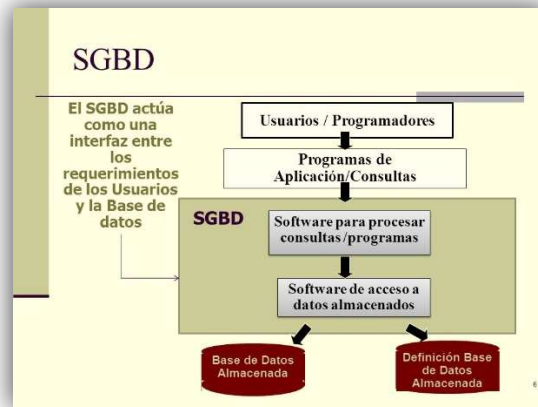 SGBD
El SGBD actúa
como una
interfaz entre
los
requerimientos
de los Usuarios
y la Base de
datos
Usuarios / Programadores
Programas de
Aplicación/Consultas
SGBD
Software para procesar
consultas/programas
Software de acceso a
datos almacenados
Base de Datos
Almacenada
Definición Base
de Datos
Almacenada
6